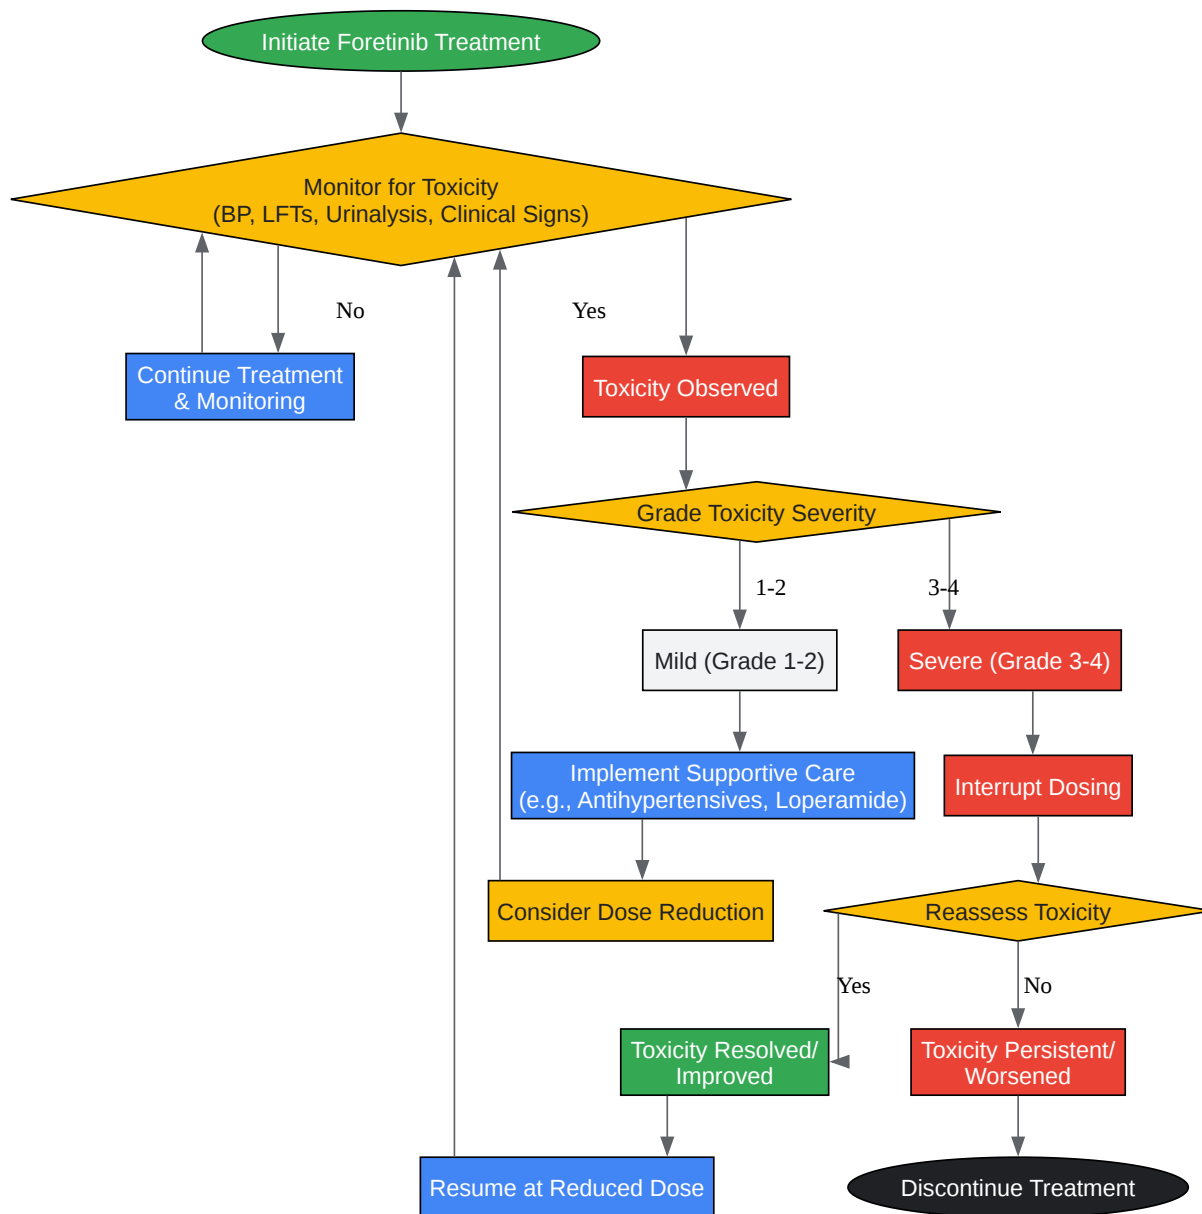 Initiate Foretinib Treatment
Monitor for Toxicity
(BP, LFTs, Urinalysis, Clinical Signs)
No
Yes
Continue Treatment
& Monitoring
Toxicity Observed
Grade Toxicity Severity
1-2
3-4
Mild (Grade 1-2)
Severe (Grade 3-4)
Implement Supportive Care
(e.g., Antihypertensives, Loperamide)
Interrupt Dosing
Consider Dose Reduction
Reassess Toxicity
Yes
No
Toxicity Resolved/
Improved
Toxicity Persistent/
Worsened
Resume at Reduced Dose
Discontinue Treatment